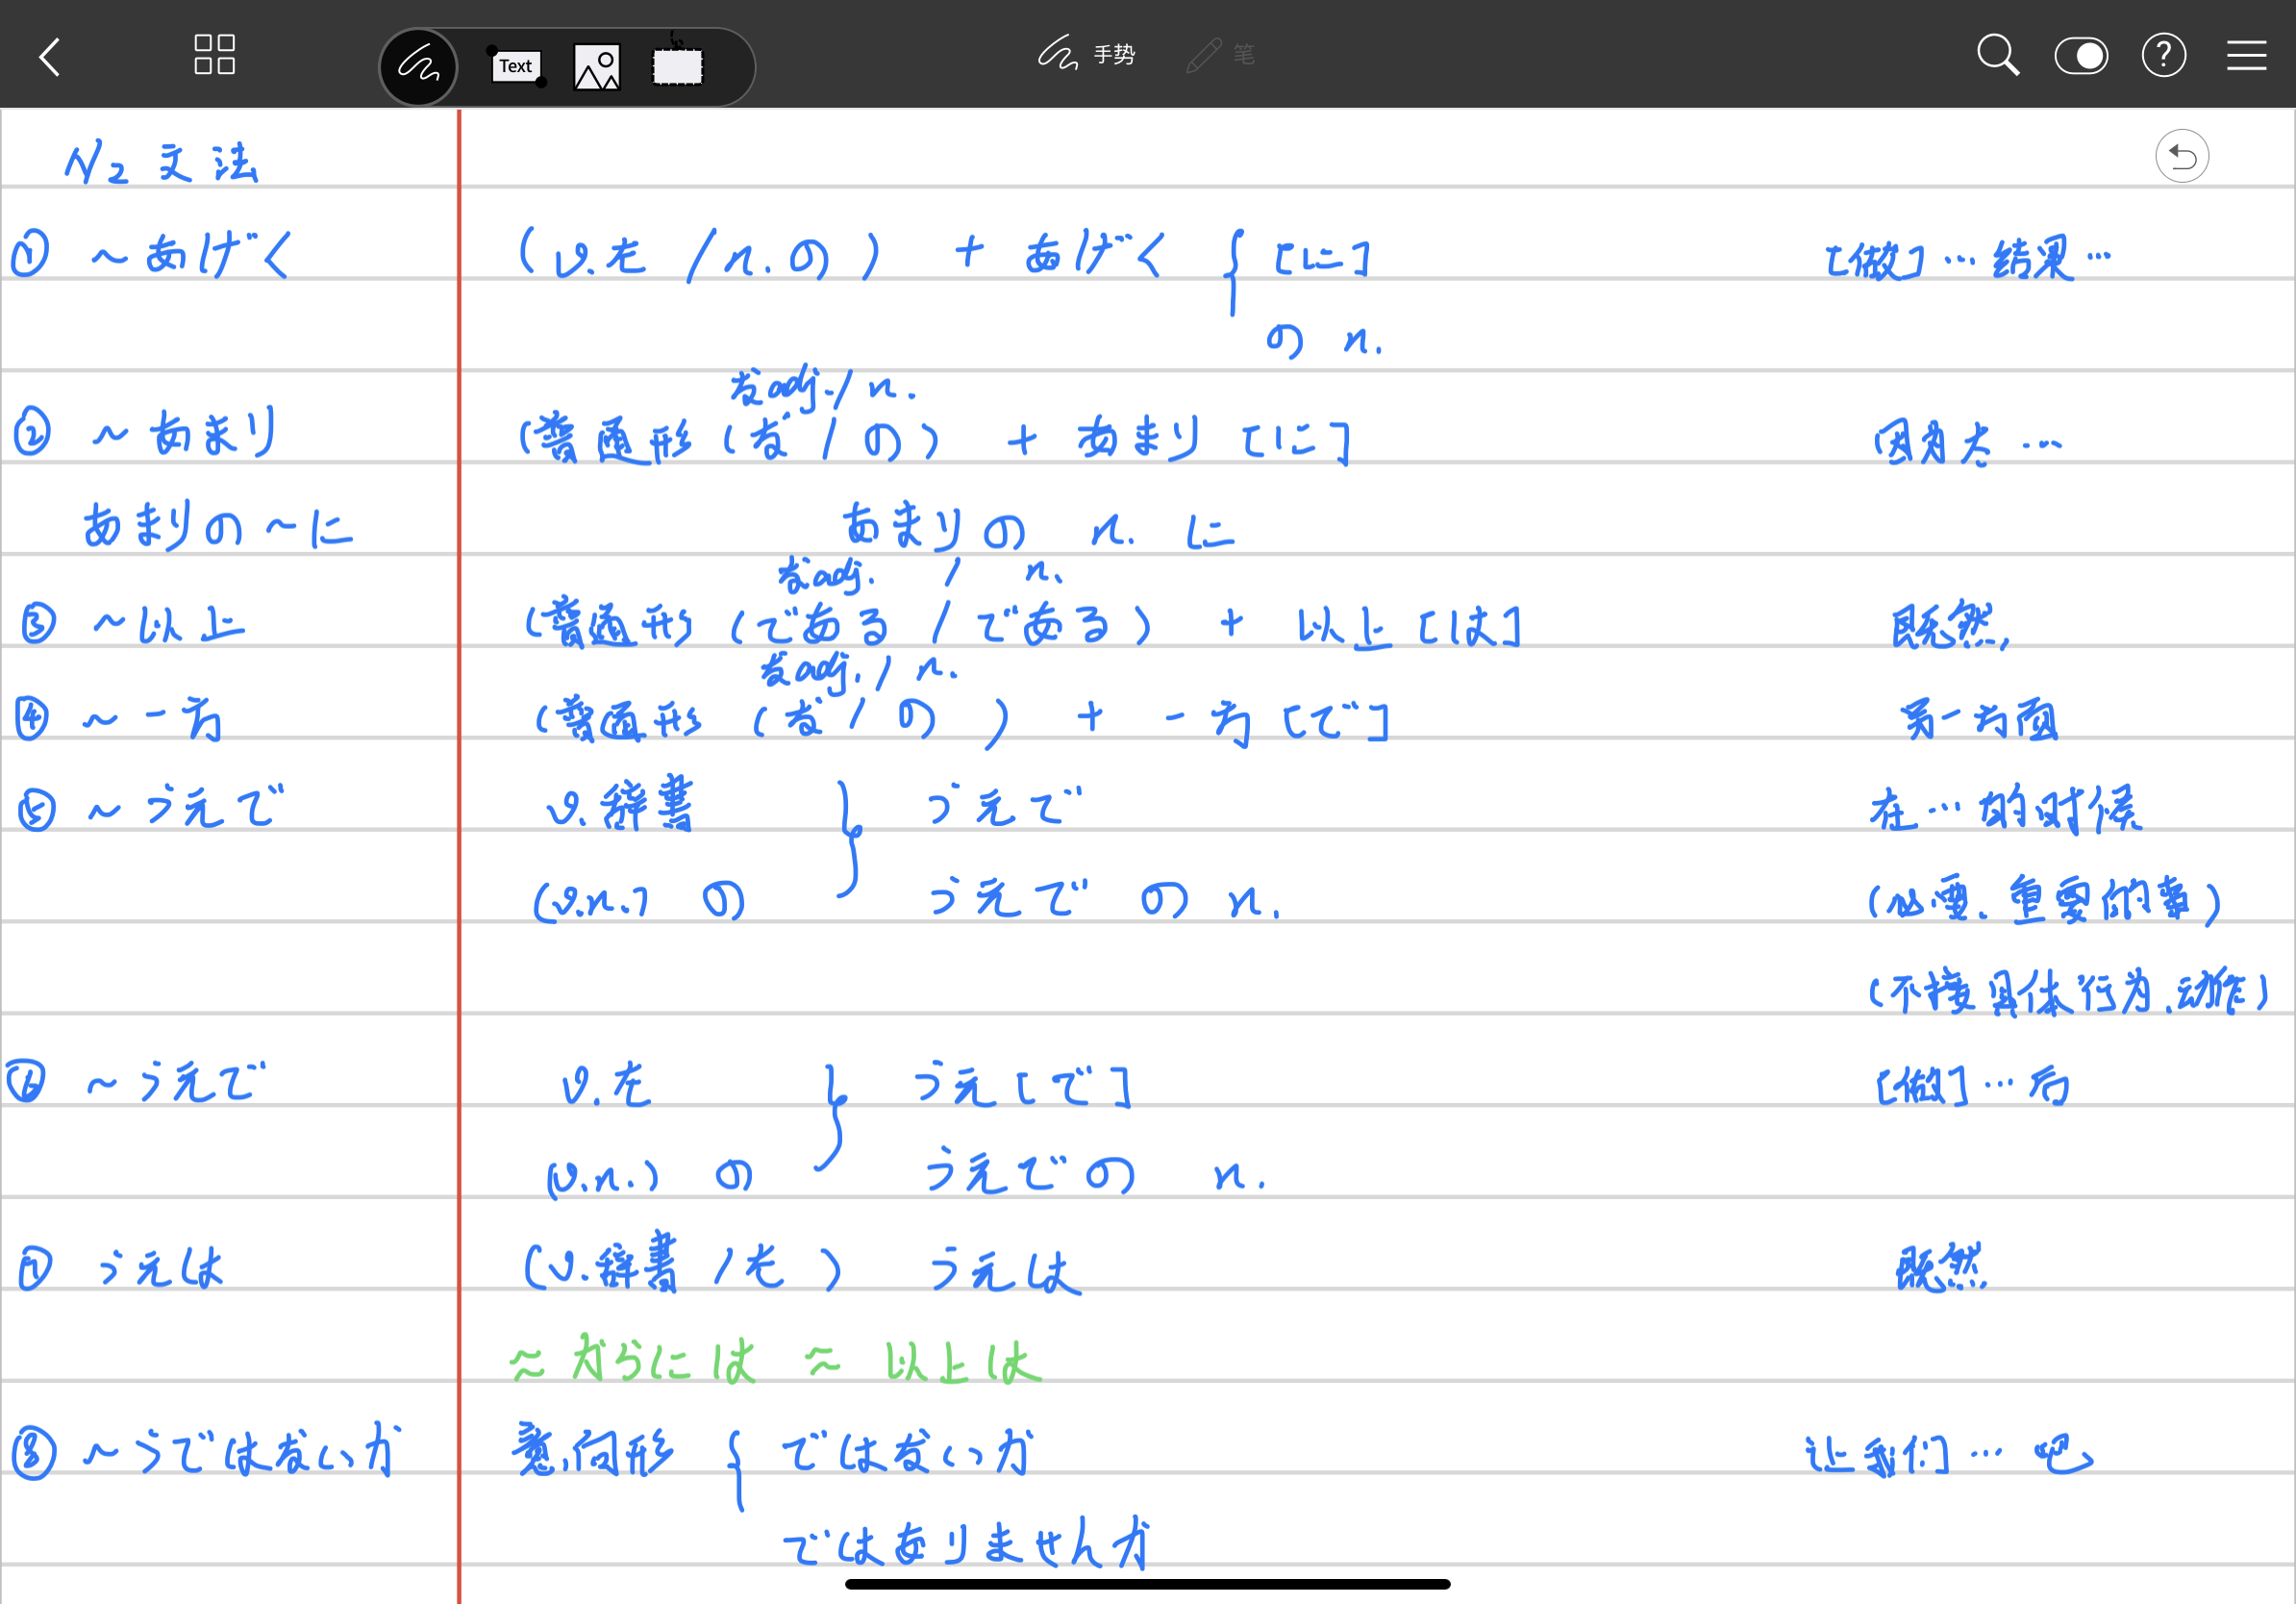 Text 手势 笔
N2 文法
① ~あげく (v.た / n.の) + あげく { [に] 过度…结果…
の n.
な adj. / n.
② ~あまり (普通形 (な / の) + あまり [に] 因为太…
あまりの~に あまりの n. に
な adj. / n.
③ ~以上 (普通形 (である / である) + 以上 [は] 既然…,
な adj. / n.
④ ~一方 (普通形 (な / の) + 一方 [で] 另一方面
⑤ ~うえで v.辞書 } うえで 在…的时候
(v.n.) の うえで の n. (必要.重要的事)
(不接具体行为.动作)
⑥ ~うえで v.た } うえ [で] [做]…后
(v.n.) の うえでの n.
⑦ うえは (v.辞書 / た) うえは 既然…
≈ からには ≈ 以上は
⑧ ~うではないか 意向形 { ではないか 让我们…吧
ではありませんか